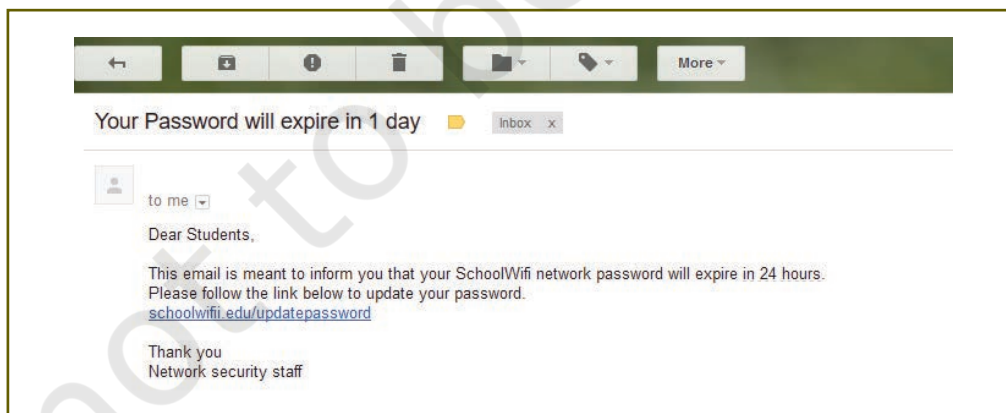 More
Your Password will expire in 1 day
Inbox x
to me
Dear Students,
This email is meant to inform you that your SchoolWifi network password will expire in 24 hours.
Please follow the link below to update your password.
schoolwifii.edu/updatepassword
Thank you
Network security staff
not to b